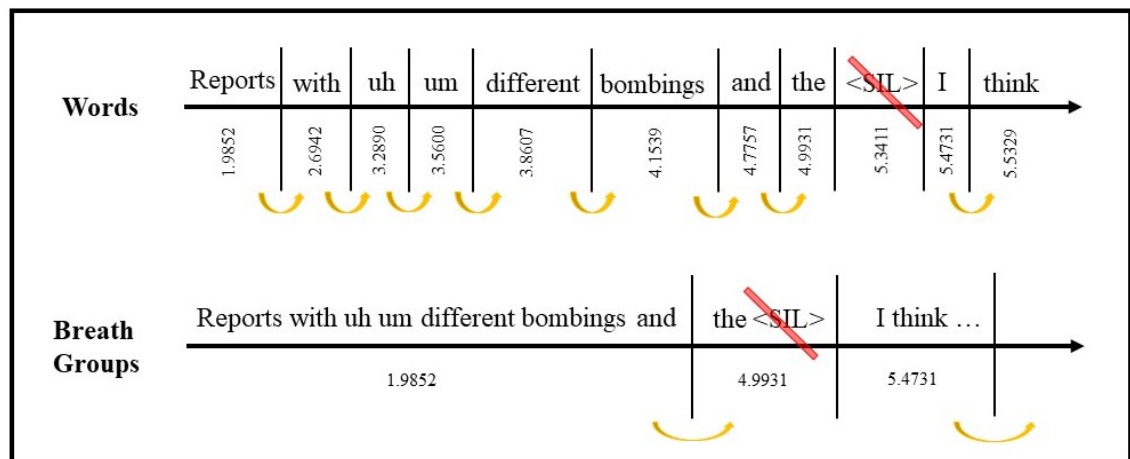 Reports with uh um different bombings and the <SIL> I think
Words
1.9852 2.6942 3.2890 3.5600 3.8607 4.1539 4.7757 4.9931 5.3411 5.4731 5.5329
Reports with uh um different bombings and the <SIL> I think ...
Breath
Groups
1.9852 4.9931 5.4731